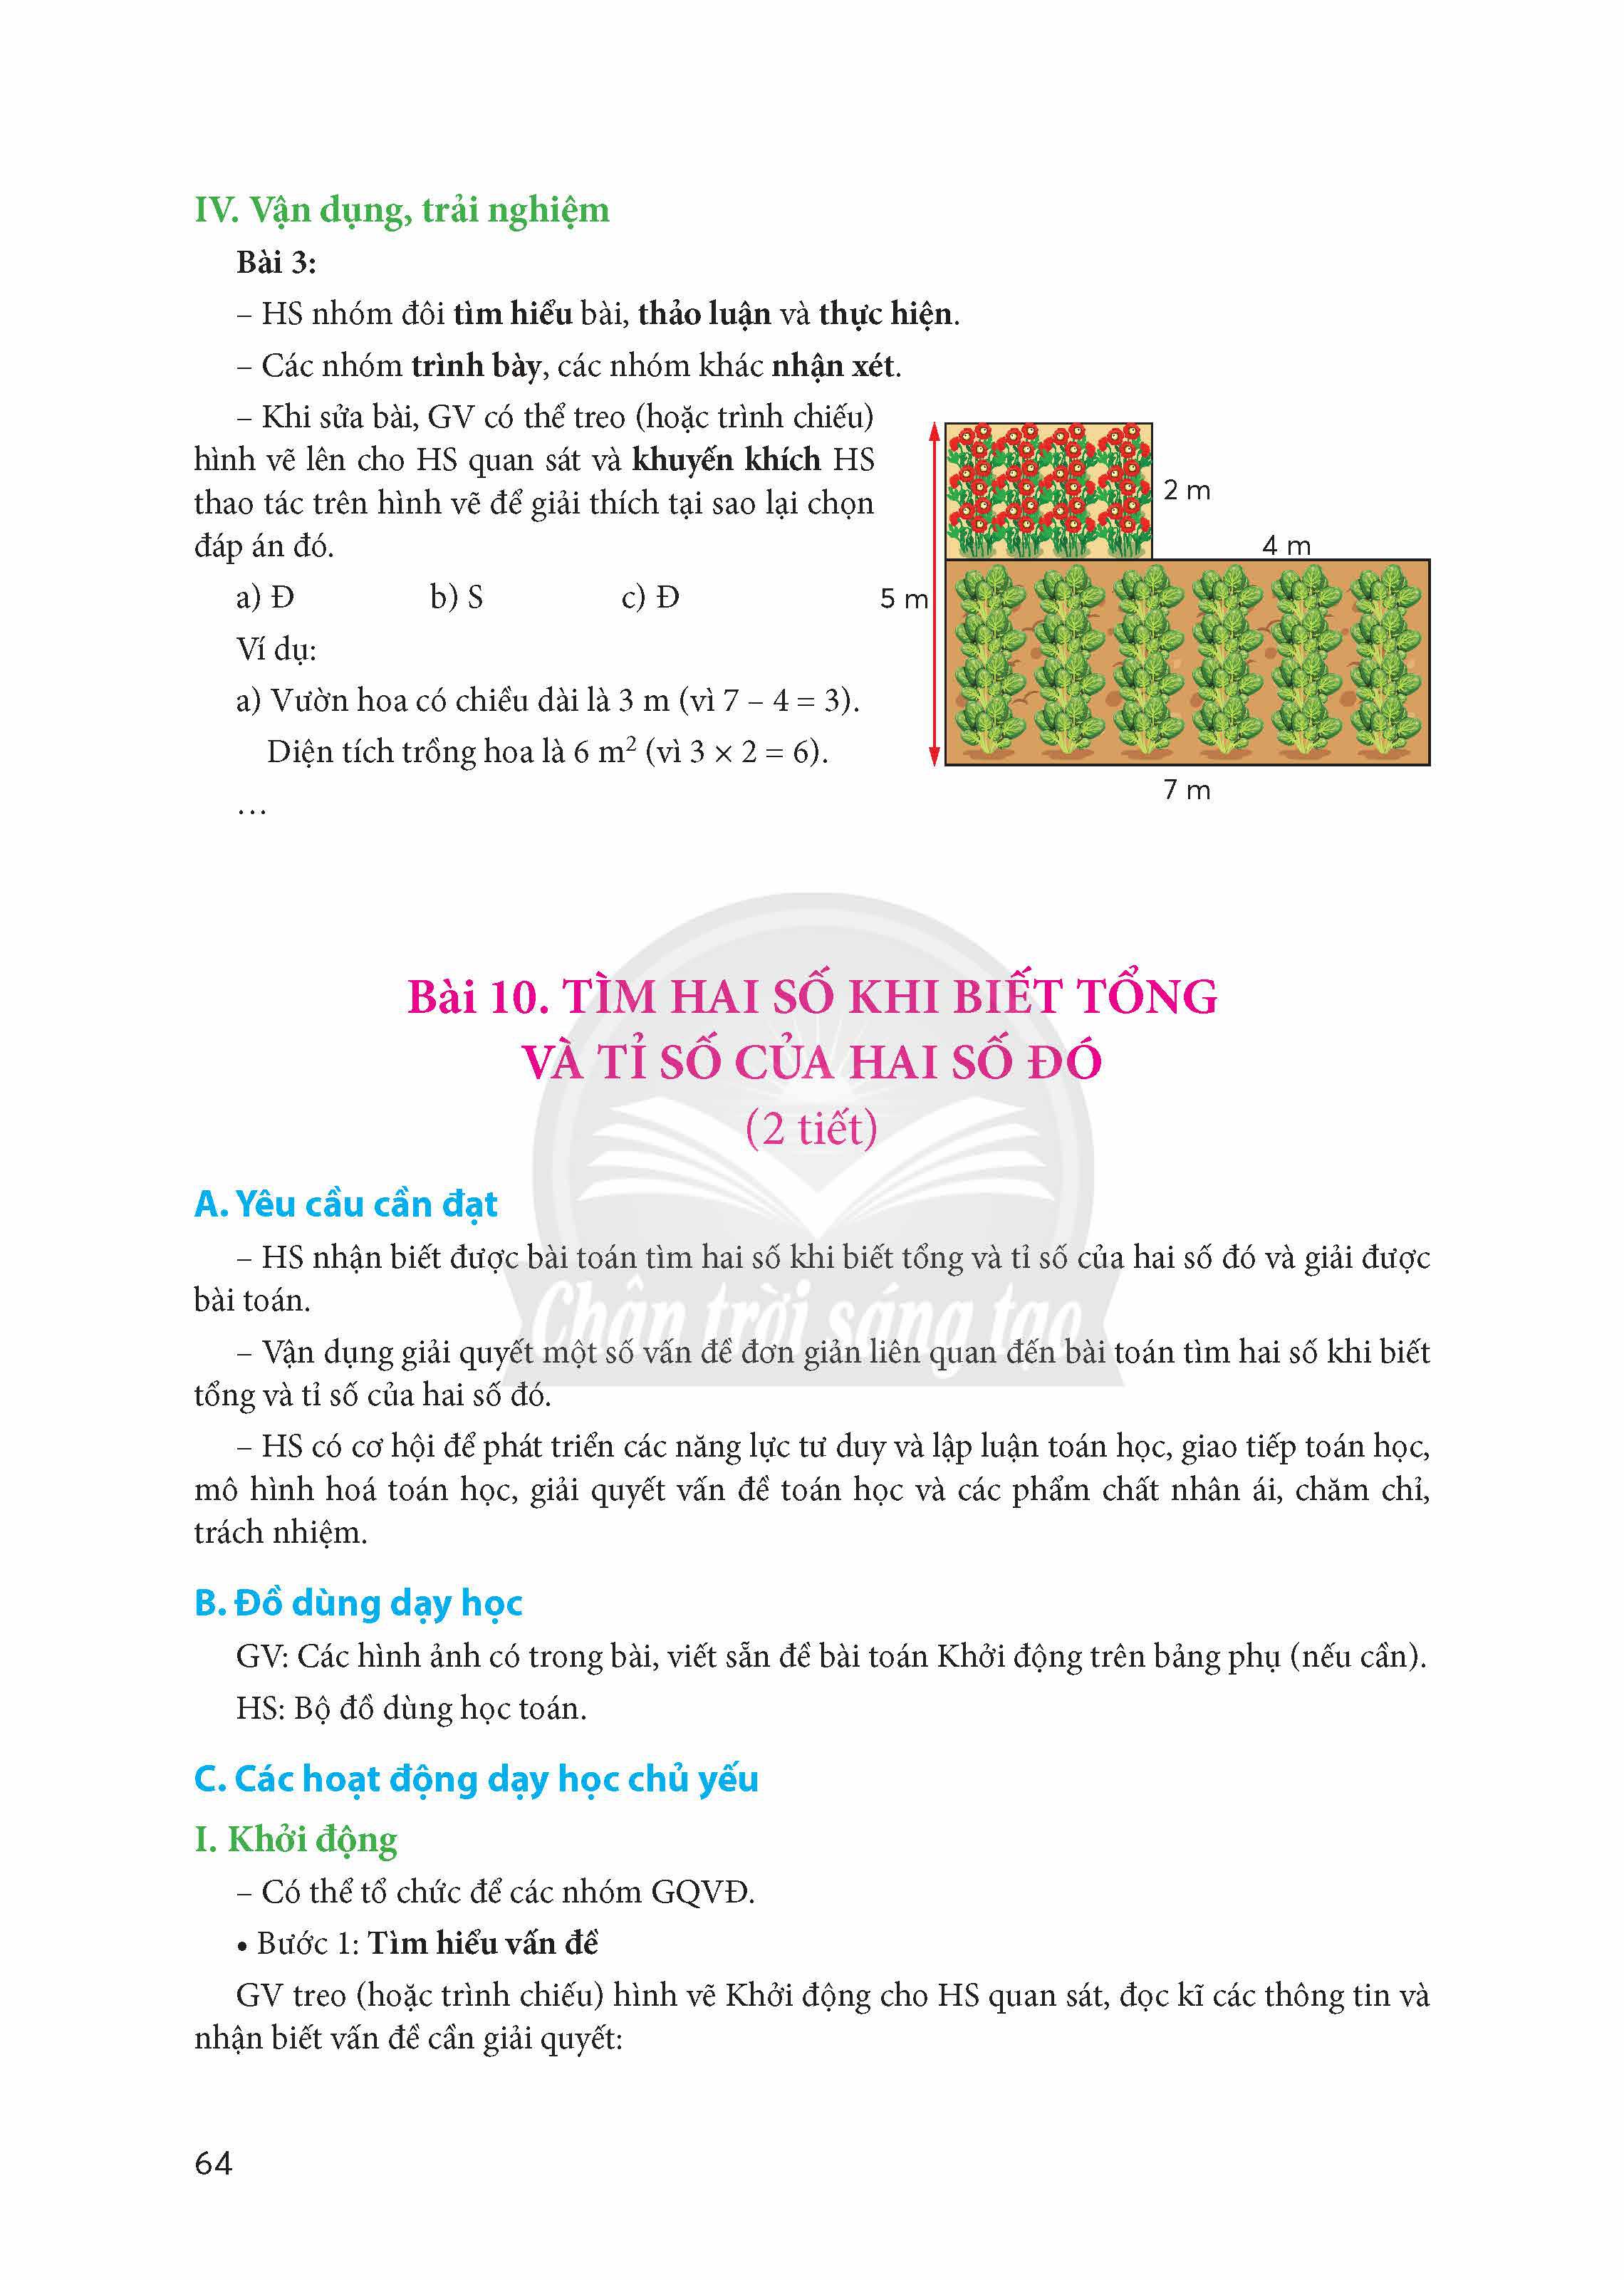 IV. Vận dụng, trải nghiệm
Bài 3:
– HS nhóm đôi tìm hiểu bài, thảo luận và thực hiện.
– Các nhóm trình bày, các nhóm khác nhận xét.
– Khi sửa bài, GV có thể treo (hoặc trình chiếu)
hình vẽ lên cho HS quan sát và khuyến khích HS
thao tác trên hình vẽ để giải thích tại sao lại chọn
đáp án đó.
a) Đ b) S c) Đ
Ví dụ:
a) Vườn hoa có chiều dài là 3 m (vì 7 – 4 = 3).
Diện tích trồng hoa là 6 m² (vì 3 × 2 = 6).
…
2 m
4 m
5 m
7 m
Bài 10. TÌM HAI SỐ KHI BIẾT TỔNG
VÀ TỈ SỐ CỦA HAI SỐ ĐÓ
(2 tiết)
A. Yêu cầu cần đạt
– HS nhận biết được bài toán tìm hai số khi biết tổng và tỉ số của hai số đó và giải được
bài toán.
Chân trời sáng tạo
– Vận dụng giải quyết một số vấn đề đơn giản liên quan đến bài toán tìm hai số khi biết
tổng và tỉ số của hai số đó.
– HS có cơ hội để phát triển các năng lực tư duy và lập luận toán học, giao tiếp toán học,
mô hình hoá toán học, giải quyết vấn đề toán học và các phẩm chất nhân ái, chăm chỉ,
trách nhiệm.
B. Đồ dùng dạy học
GV: Các hình ảnh có trong bài, viết sẵn đề bài toán Khởi động trên bảng phụ (nếu cần).
HS: Bộ đồ dùng học toán.
C. Các hoạt động dạy học chủ yếu
I. Khởi động
– Có thể tổ chức để các nhóm GQVĐ.
• Bước 1: Tìm hiểu vấn đề
GV treo (hoặc trình chiếu) hình vẽ Khởi động cho HS quan sát, đọc kĩ các thông tin và
nhận biết vấn đề cần giải quyết:
64